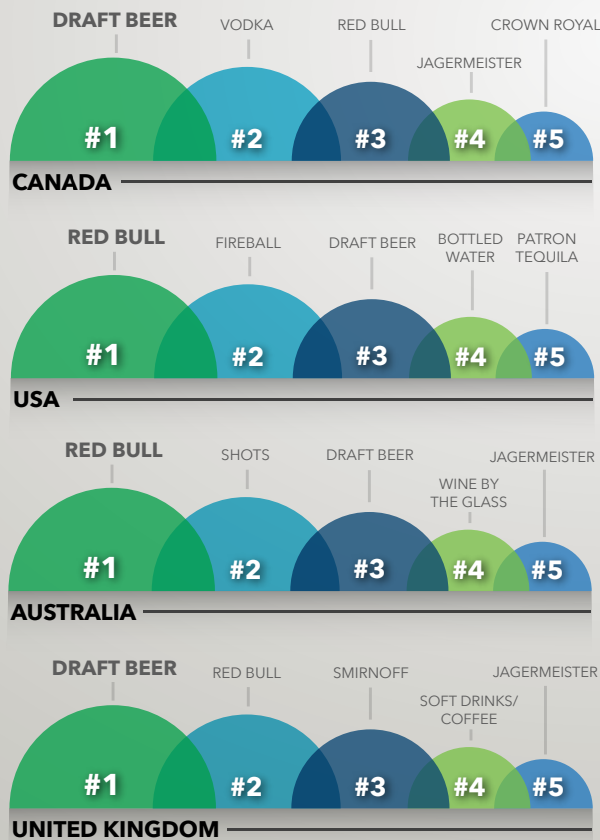 DRAFT BEER
VODKA
RED BULL
JAGERMEISTER
CROWN ROYAL
#1
#2
#3
#4
#5
CANADA
RED BULL
FIREBALL
DRAFT BEER
BOTTLED
WATER
PATRON
TEQUILA
#1
#2
#3
#4
#5
USA
RED BULL
SHOTS
DRAFT BEER
WINE BY
THE GLASS
JAGERMEISTER
#1
#2
#3
#4
#5
AUSTRALIA
DRAFT BEER
RED BULL
SMIRNOFF
SOFT DRINKS/
COFFEE
JAGERMEISTER
#1
#2
#3
#4
#5
UNITED KINGDOM